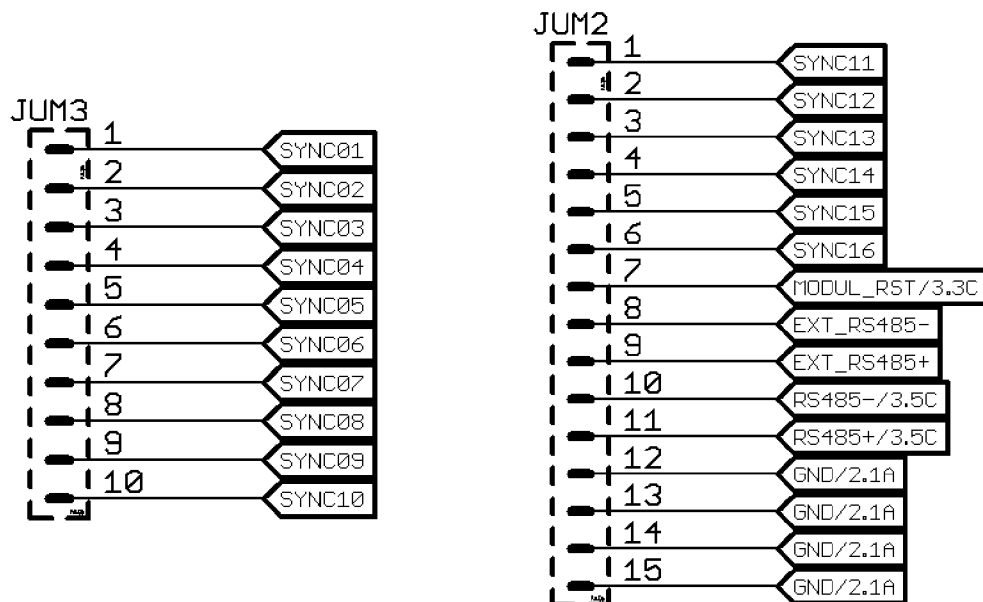 JUM3
1 SYNC01
2 SYNC02
3 SYNC03
4 SYNC04
5 SYNC05
6 SYNC06
7 SYNC07
8 SYNC08
9 SYNC09
10 SYNC10
JUM2
1 SYNC11
2 SYNC12
3 SYNC13
4 SYNC14
5 SYNC15
6 SYNC16
7 MODUL_RST/3.3C
8 EXT_RS485-
9 EXT_RS485+
10 RS485-/3.5C
11 RS485+/3.5C
12 GND/2.1A
13 GND/2.1A
14 GND/2.1A
15 GND/2.1A